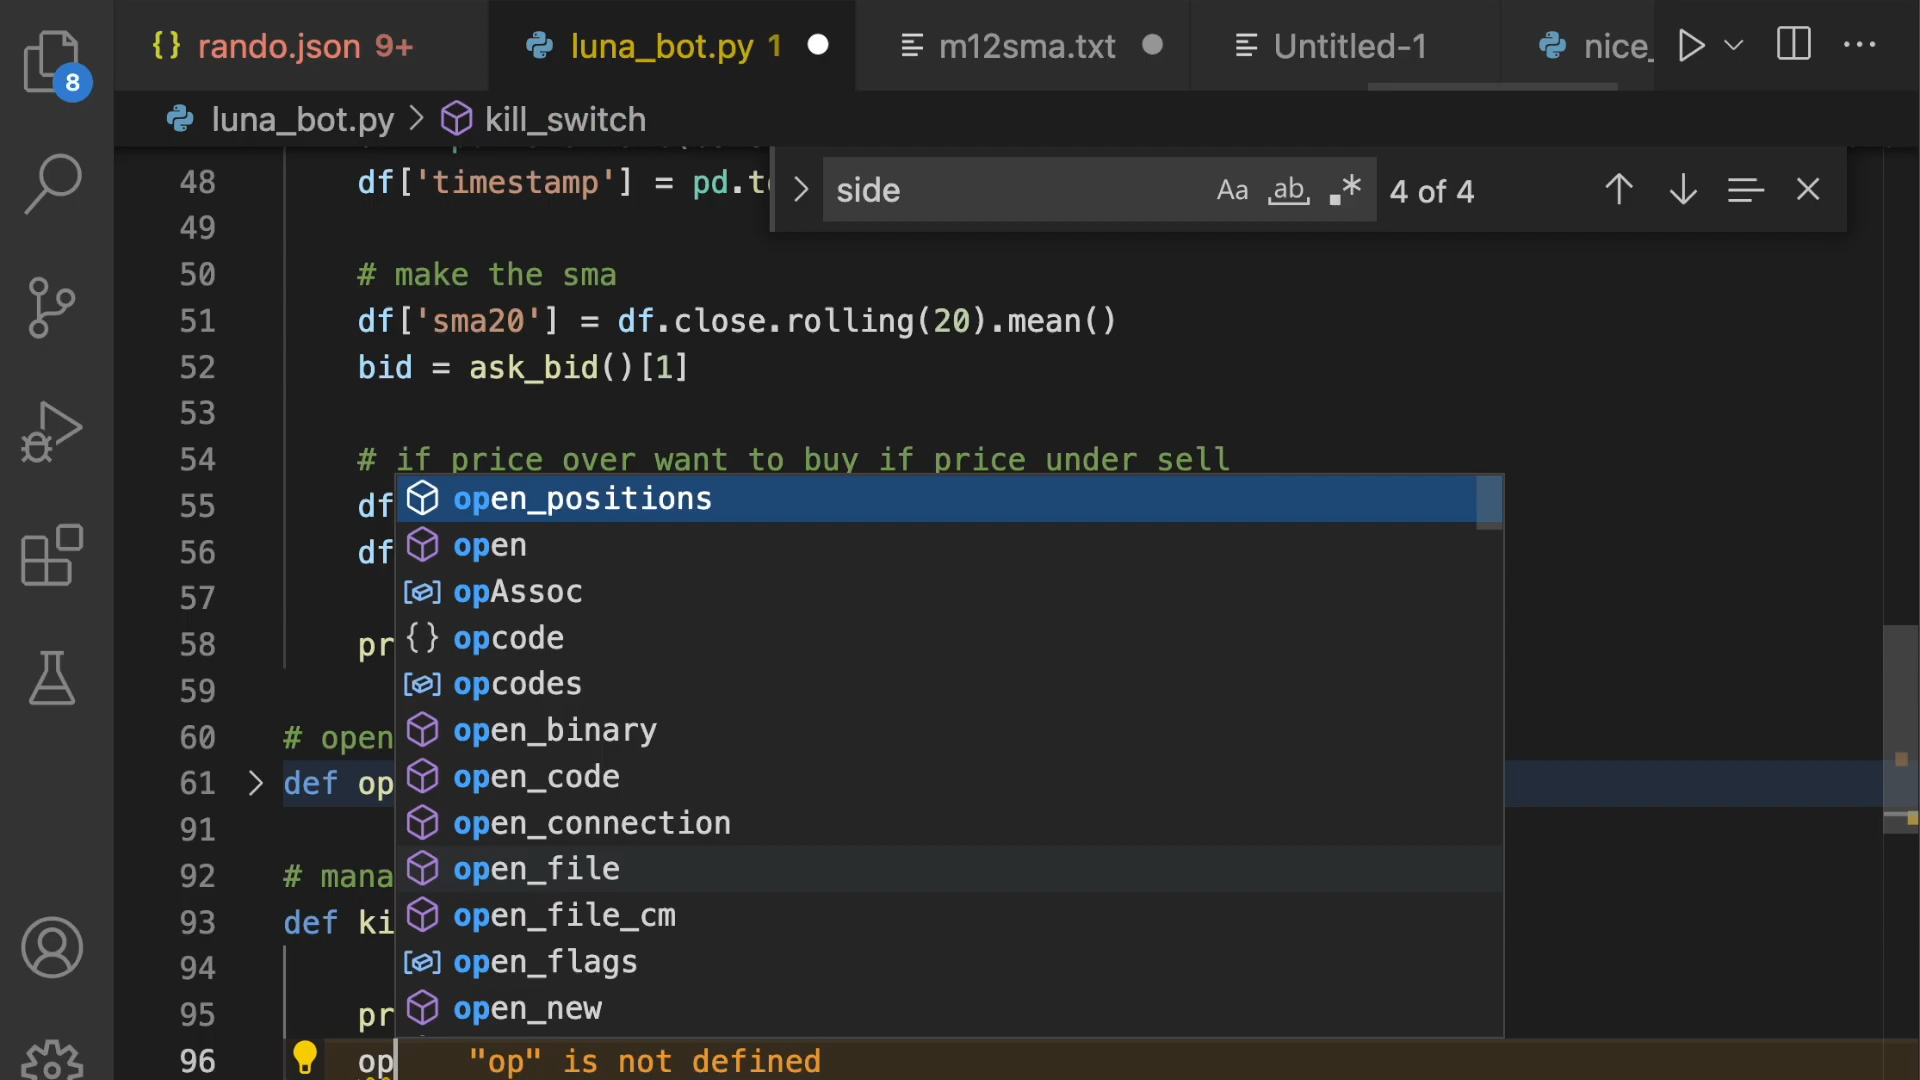 {} rando.json 9+ luna_bot.py 1 m12sma.txt Untitled-1 nice_
8
luna_bot.py > kill_switch
48 df['timestamp'] = pd.t
side Aa ab .* 4 of 4
49
50 # make the sma
51 df['sma20'] = df.close.rolling(20).mean()
52 bid = ask_bid()[1]
53
54 # if price over want to buy if price under sell
55 df
56 df
57
58 pr
59
60 # open
61 def op
91
92 # mana
93 def ki
94
95 pr
96 op "op" is not defined
open_positions
open
opAssoc
{} opcode
opcodes
open_binary
open_code
open_connection
open_file
open_file_cm
open_flags
open_new